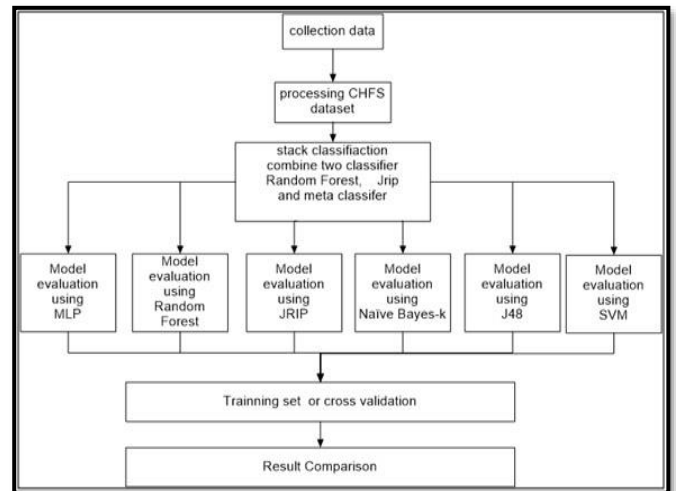 collection data
processing CHFS
dataset
stack classifiaction
combine two classifier
Random Forest, Jrip
and meta classifer
Model
evaluation
using
MLP
Model
evaluation
using
Random
Forest
Model
evaluation
using
JRIP
Model
evaluation
using
Naïve Bayes-k
Model
evaluation
using
J48
Model
evaluation
using
SVM
Trainning set or cross validation
Result Comparison